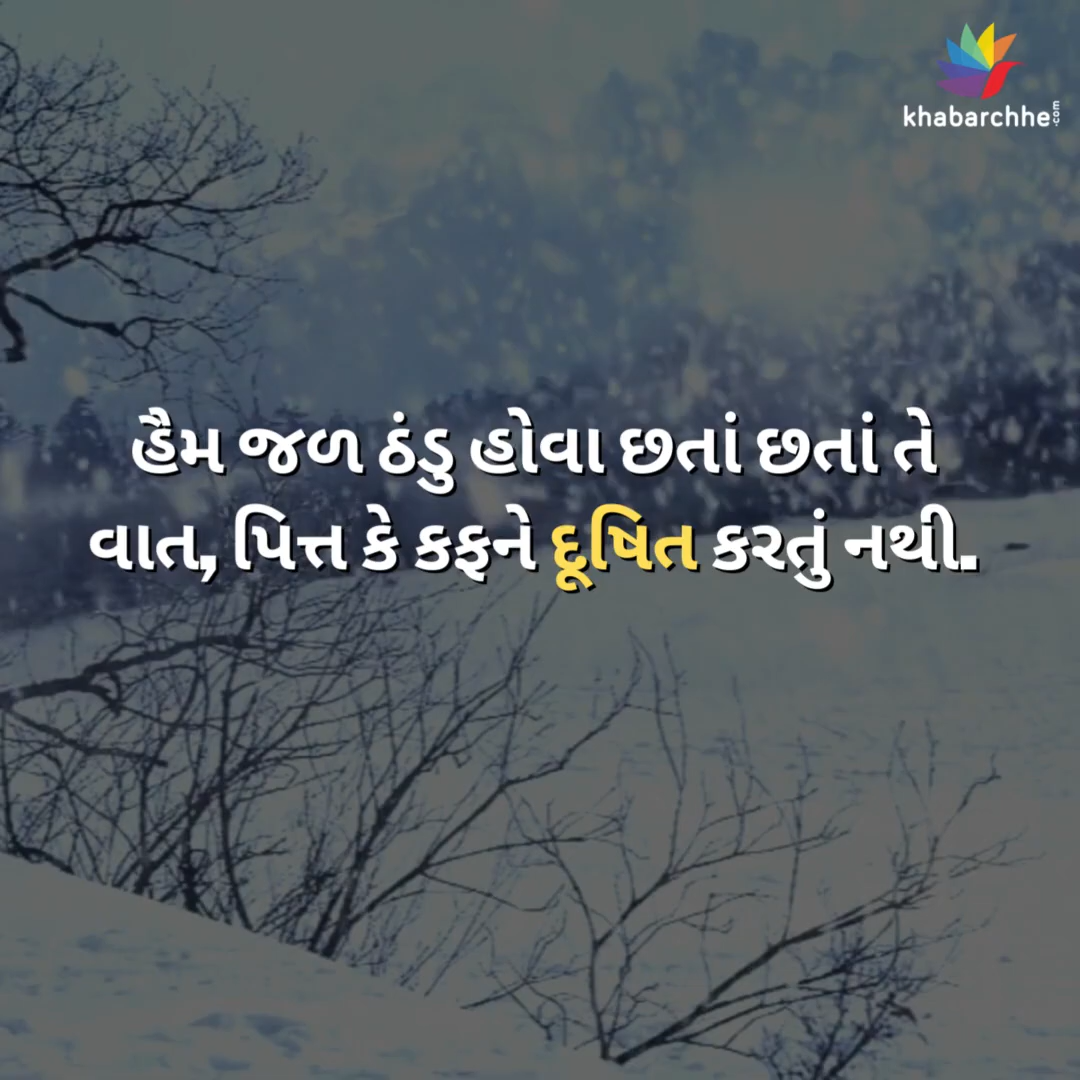 khabarchhe.com
હૈમ જળ ઠંડુ હોવા છતાં છતાં તે
વાત, પિત્ત કે કફને દૂષિત કરતું નથી.